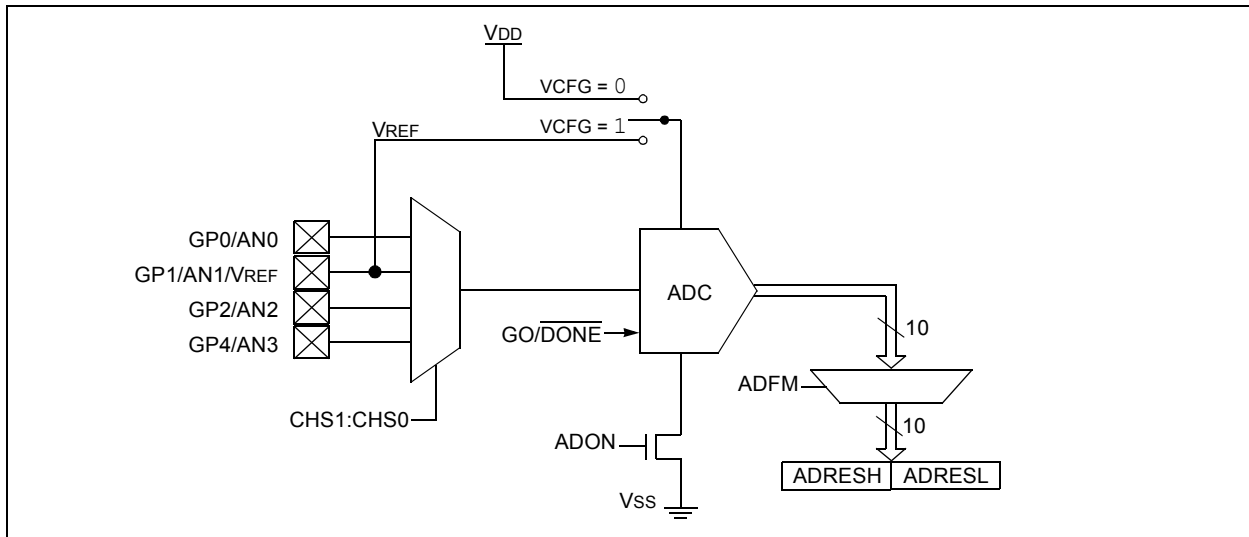 VDD
VCFG = 0
VREF
VCFG = 1
GP0/AN0
GP1/AN1/VREF
GP2/AN2
GP4/AN3
ADC
GO/DONE
10
ADFM
CHS1:CHS0
10
ADON
ADRESH ADRESL
VSS